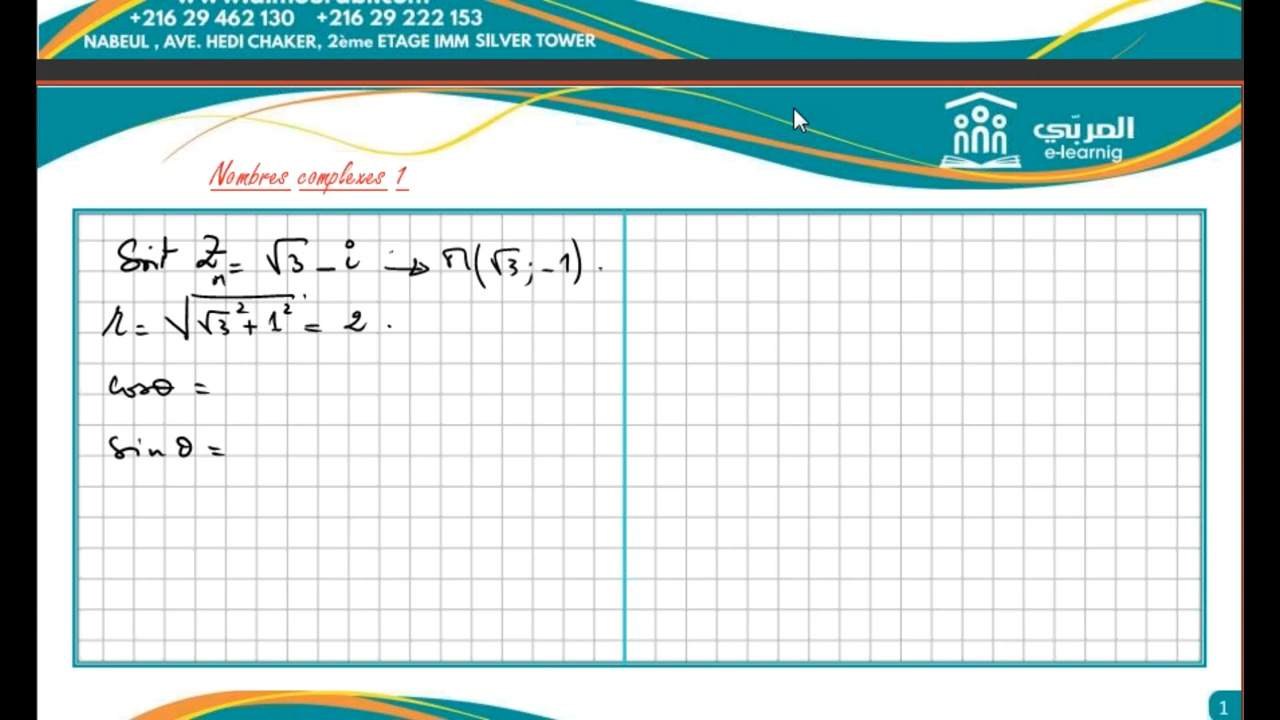 +216 29 462 130 +216 29 222 153
NABEUL , AVE. HEDI CHAKER, 2ème ETAGE IMM SILVER TOWER
المربّي
e-learnig
Nombres complexes 1
Soit Z_M = √3 - i → M(√3; -1).
r = √(√3² + 1²) = 2.
cosθ =
sinθ =
1